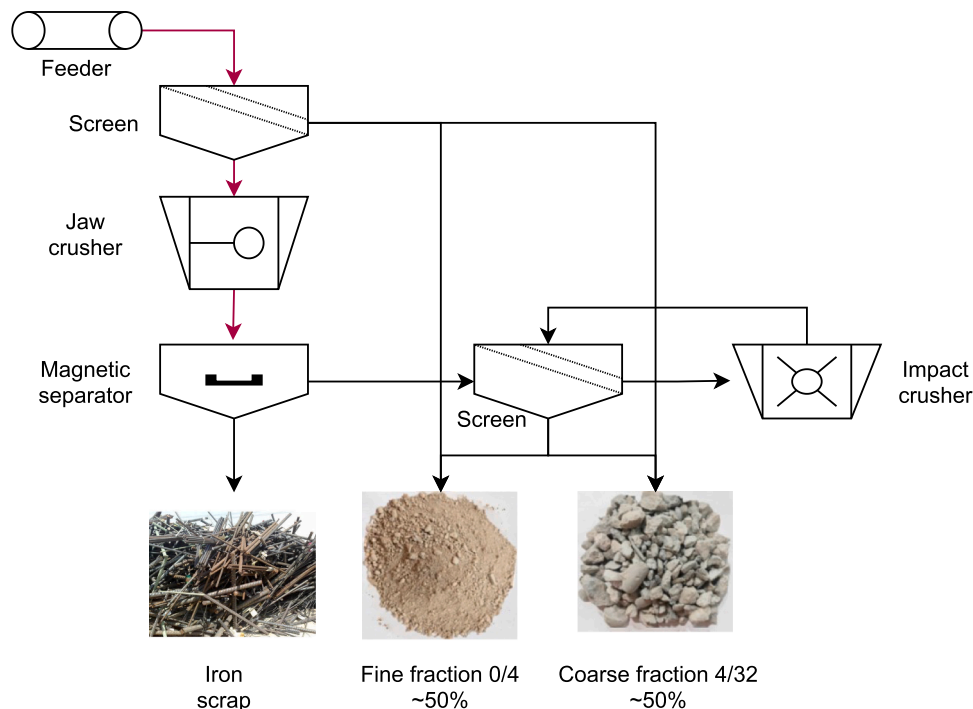 Feeder
Screen
Jaw
crusher
Magnetic
separator
Screen
Impact
crusher
Iron
scrap
Fine fraction 0/4
~50%
Coarse fraction 4/32
~50%